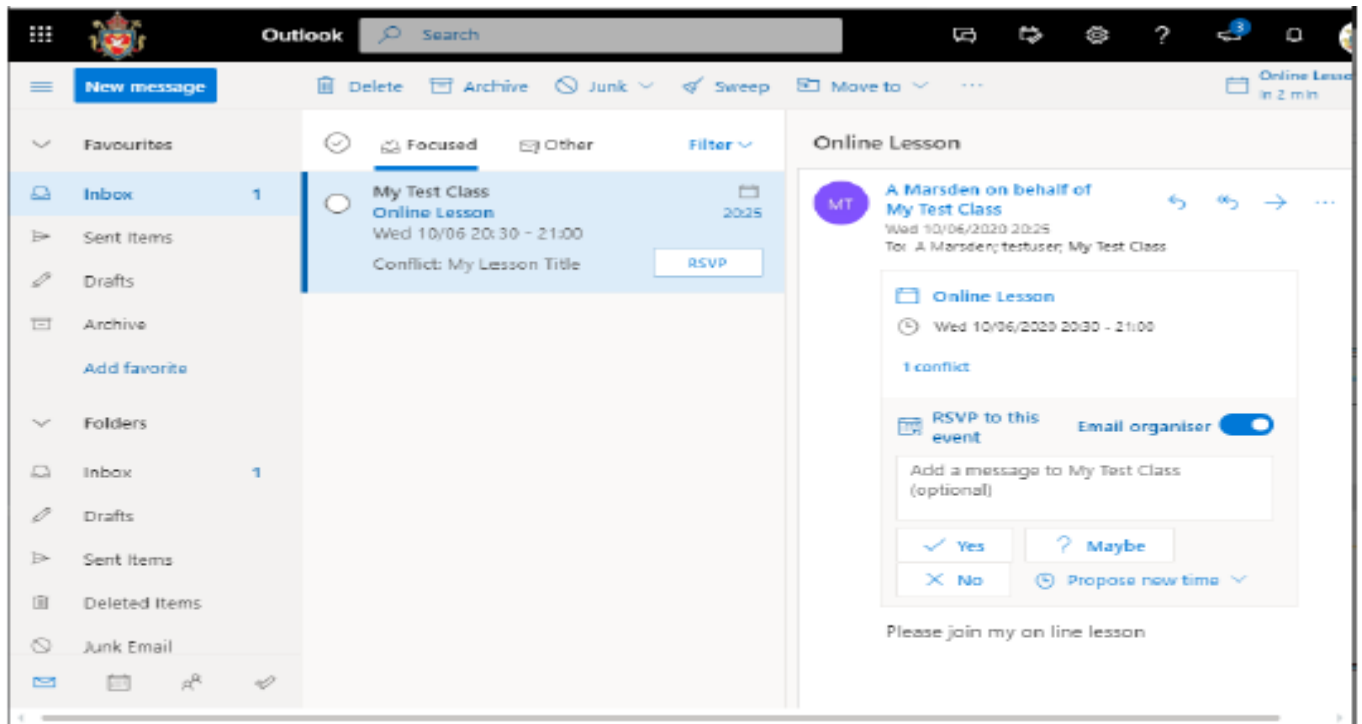 Outlook
Search
3
New message
Delete
Archive
Junk
Sweep
Move to
Online
in 2 min
Favourites
Inbox 1
Sent Items
Drafts
Archive
Add favorite
Folders
Inbox 1
Drafts
Sent Items
Deleted Items
Junk Email
Focused
Other
Filter
My Test Class
Online Lesson 20:25
Wed 10/06 20:30 - 21:00
Conflict: My Lesson Title RSVP
Online Lesson
MT
A Marsden on behalf of
My Test Class
Wed 10/06/2020 20:25
To: A Marsden; testuser; My Test Class
Online Lesson
Wed 10/06/2020 20:30 - 21:00
1 conflict
RSVP to this
event
Email organiser
Add a message to My Test Class
(optional)
Yes
? Maybe
No
Propose new time
Please join my on line lesson